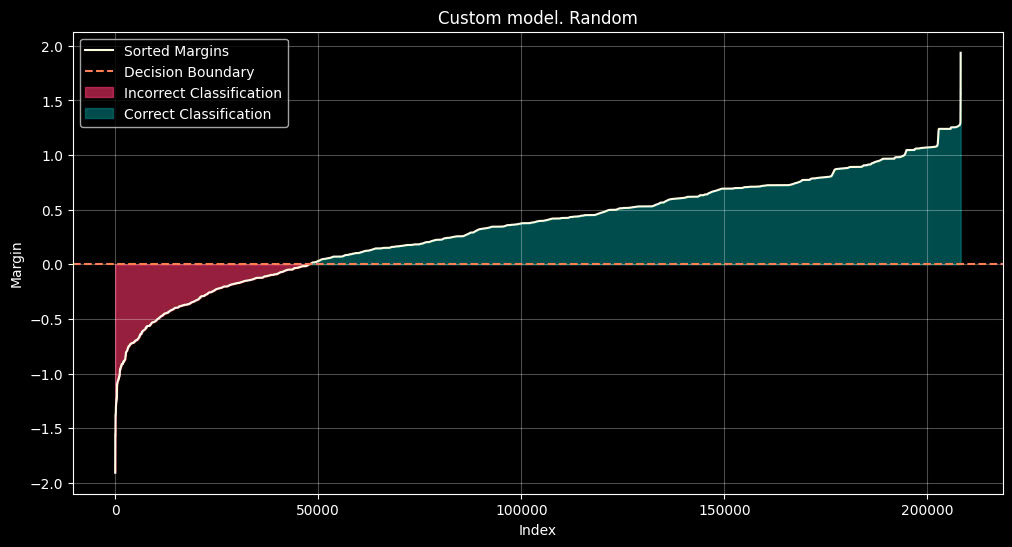 Custom model. Random
Sorted Margins
Decision Boundary
Incorrect Classification
Correct Classification
2.0
1.5
1.0
0.5
0.0
−0.5
−1.0
−1.5
−2.0
Margin
0
50000
100000
150000
200000
Index